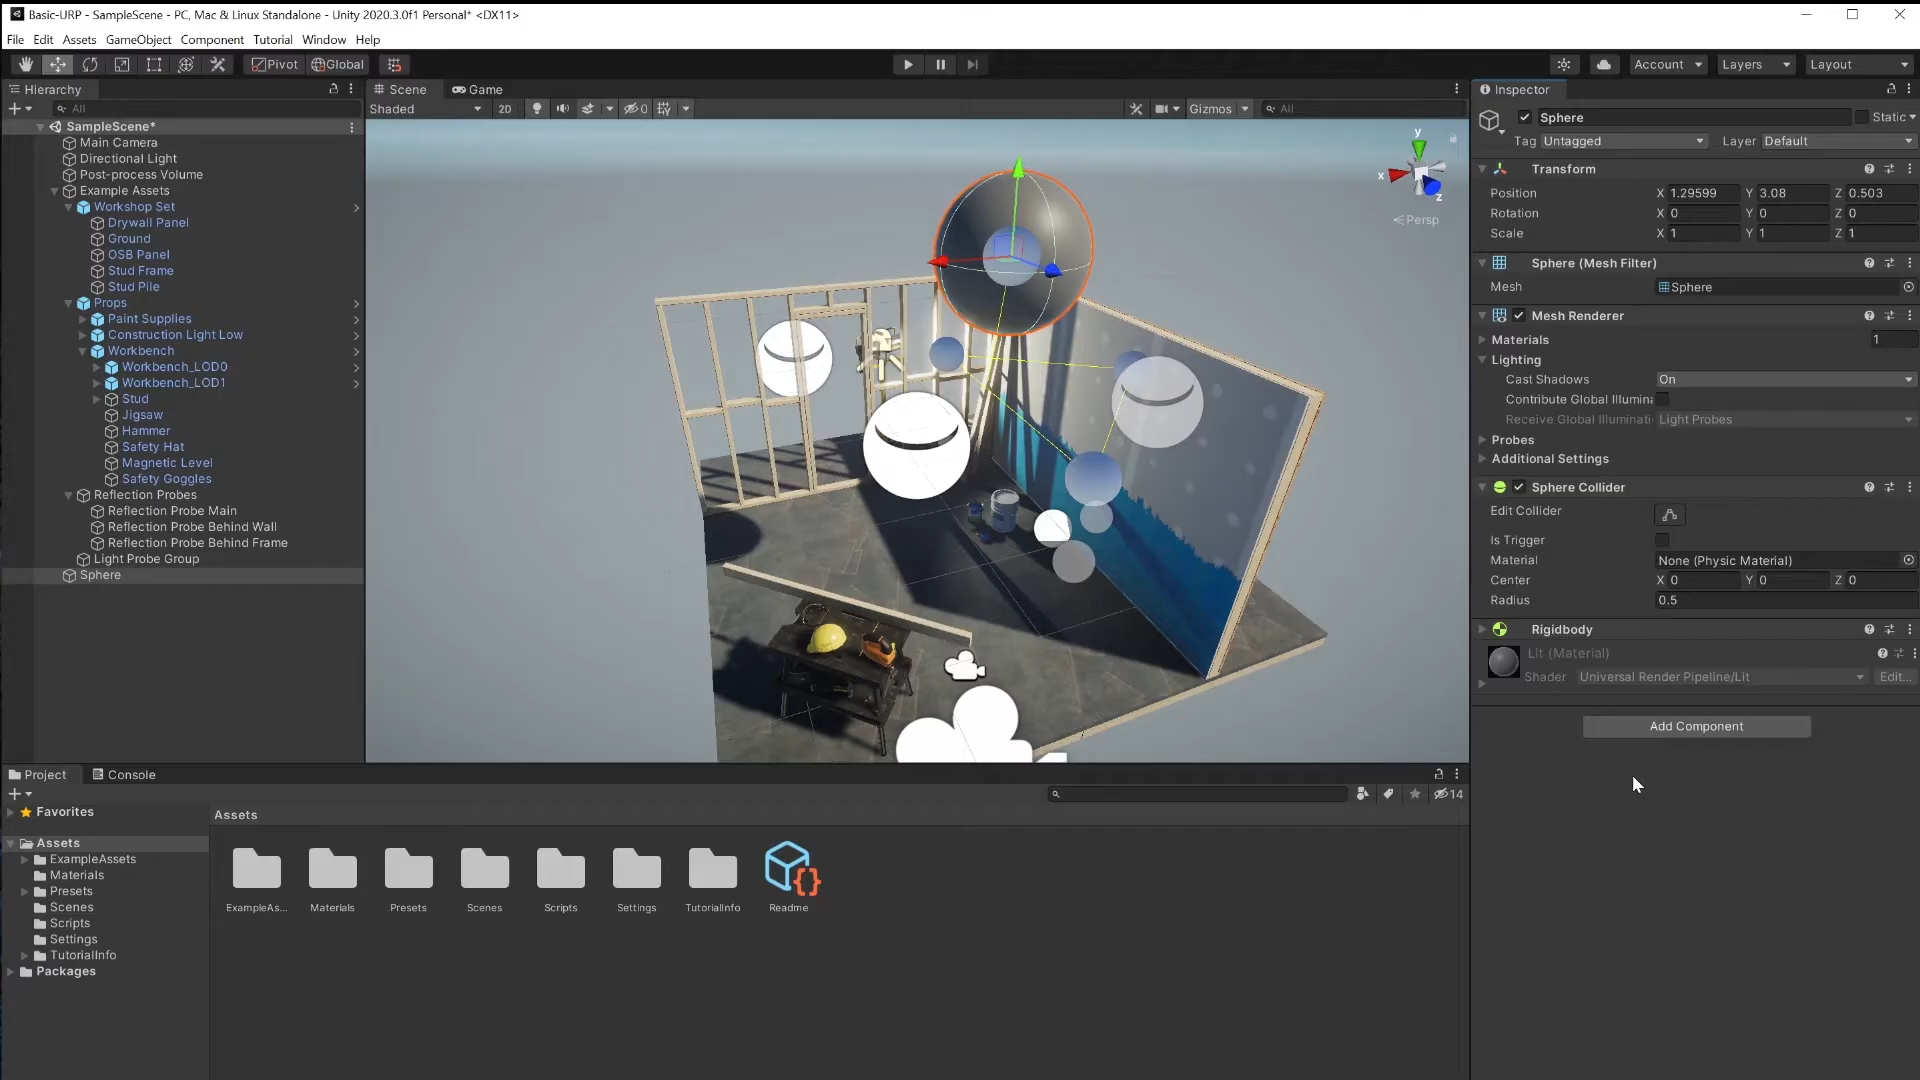 Basic-URP - SampleScene - PC, Mac & Linux Standalone - Unity 2020.3.0f1 Personal* <DX11>
File Edit Assets GameObject Component Tutorial Window Help
Pivot Global Account Layers Layout
Hierarchy
All
SampleScene*
Main Camera
Directional Light
Post-process Volume
Example Assets
Workshop Set
Drywall Panel
Ground
OSB Panel
Stud Frame
Stud Pile
Props
Paint Supplies
Construction Light Low
Workbench
Workbench_LOD0
Workbench_LOD1
Stud
Jigsaw
Hammer
Safety Hat
Magnetic Level
Safety Goggles
Reflection Probes
Reflection Probe Main
Reflection Probe Behind Wall
Reflection Probe Behind Frame
Light Probe Group
Sphere
Scene Game
Shaded 2D 0 Gizmos All
y
x
z
Persp
Inspector
Sphere Static
Tag Untagged Layer Default
Transform
Position X 1.29599 Y 3.08 Z 0.503
Rotation X 0 Y 0 Z 0
Scale X 1 Y 1 Z 1
Sphere (Mesh Filter)
Mesh Sphere
Mesh Renderer
Materials 1
Lighting
Cast Shadows On
Contribute Global Illumina
Receive Global Illuminati Light Probes
Probes
Additional Settings
Sphere Collider
Edit Collider
Is Trigger
Material None (Physic Material)
Center X 0 Y 0 Z 0
Radius 0.5
Rigidbody
Lit (Material)
Shader Universal Render Pipeline/Lit Edit...
Add Component
Project Console
14
Favorites
Assets
ExampleAssets
Materials
Presets
Scenes
Scripts
Settings
TutorialInfo
Packages
Assets
ExampleAs... Materials Presets Scenes Scripts Settings TutorialInfo Readme